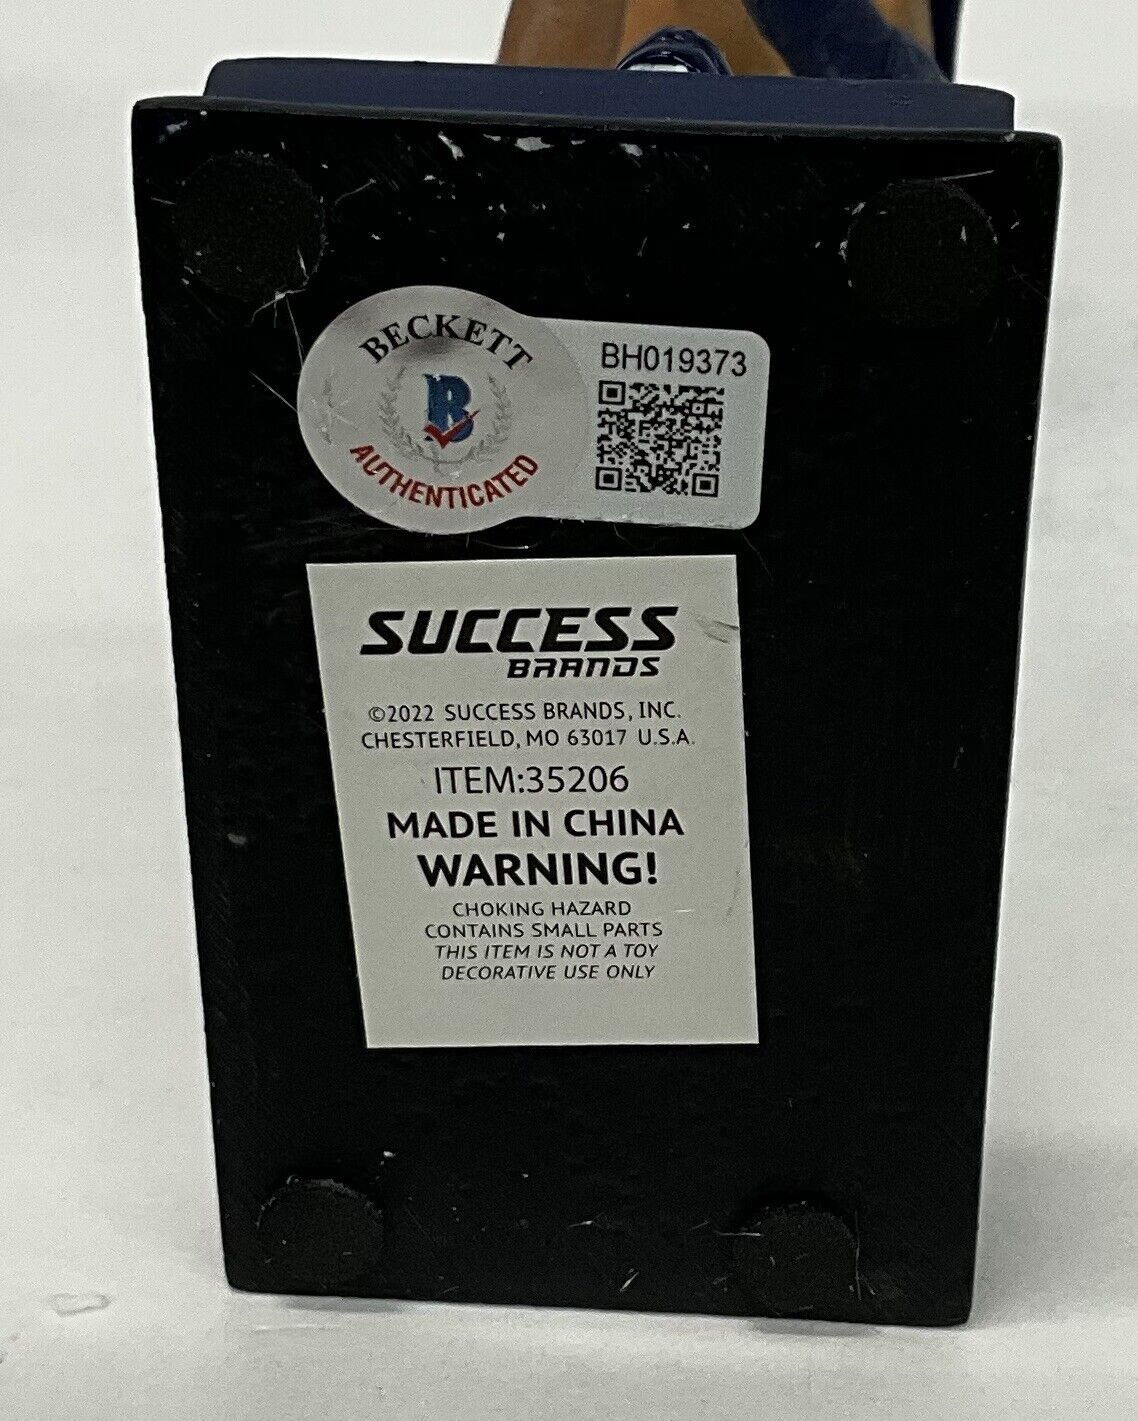 BECKETT
B
AUTHENTICATED
BH019373
SUCCESS
BRANDS
©2022 SUCCESS BRANDS, INC.
CHESTERFIELD, MO 63017 U.S.A.
ITEM:35206
MADE IN CHINA
WARNING!
CHOKING HAZARD
CONTAINS SMALL PARTS
THIS ITEM IS NOT A TOY
DECORATIVE USE ONLY